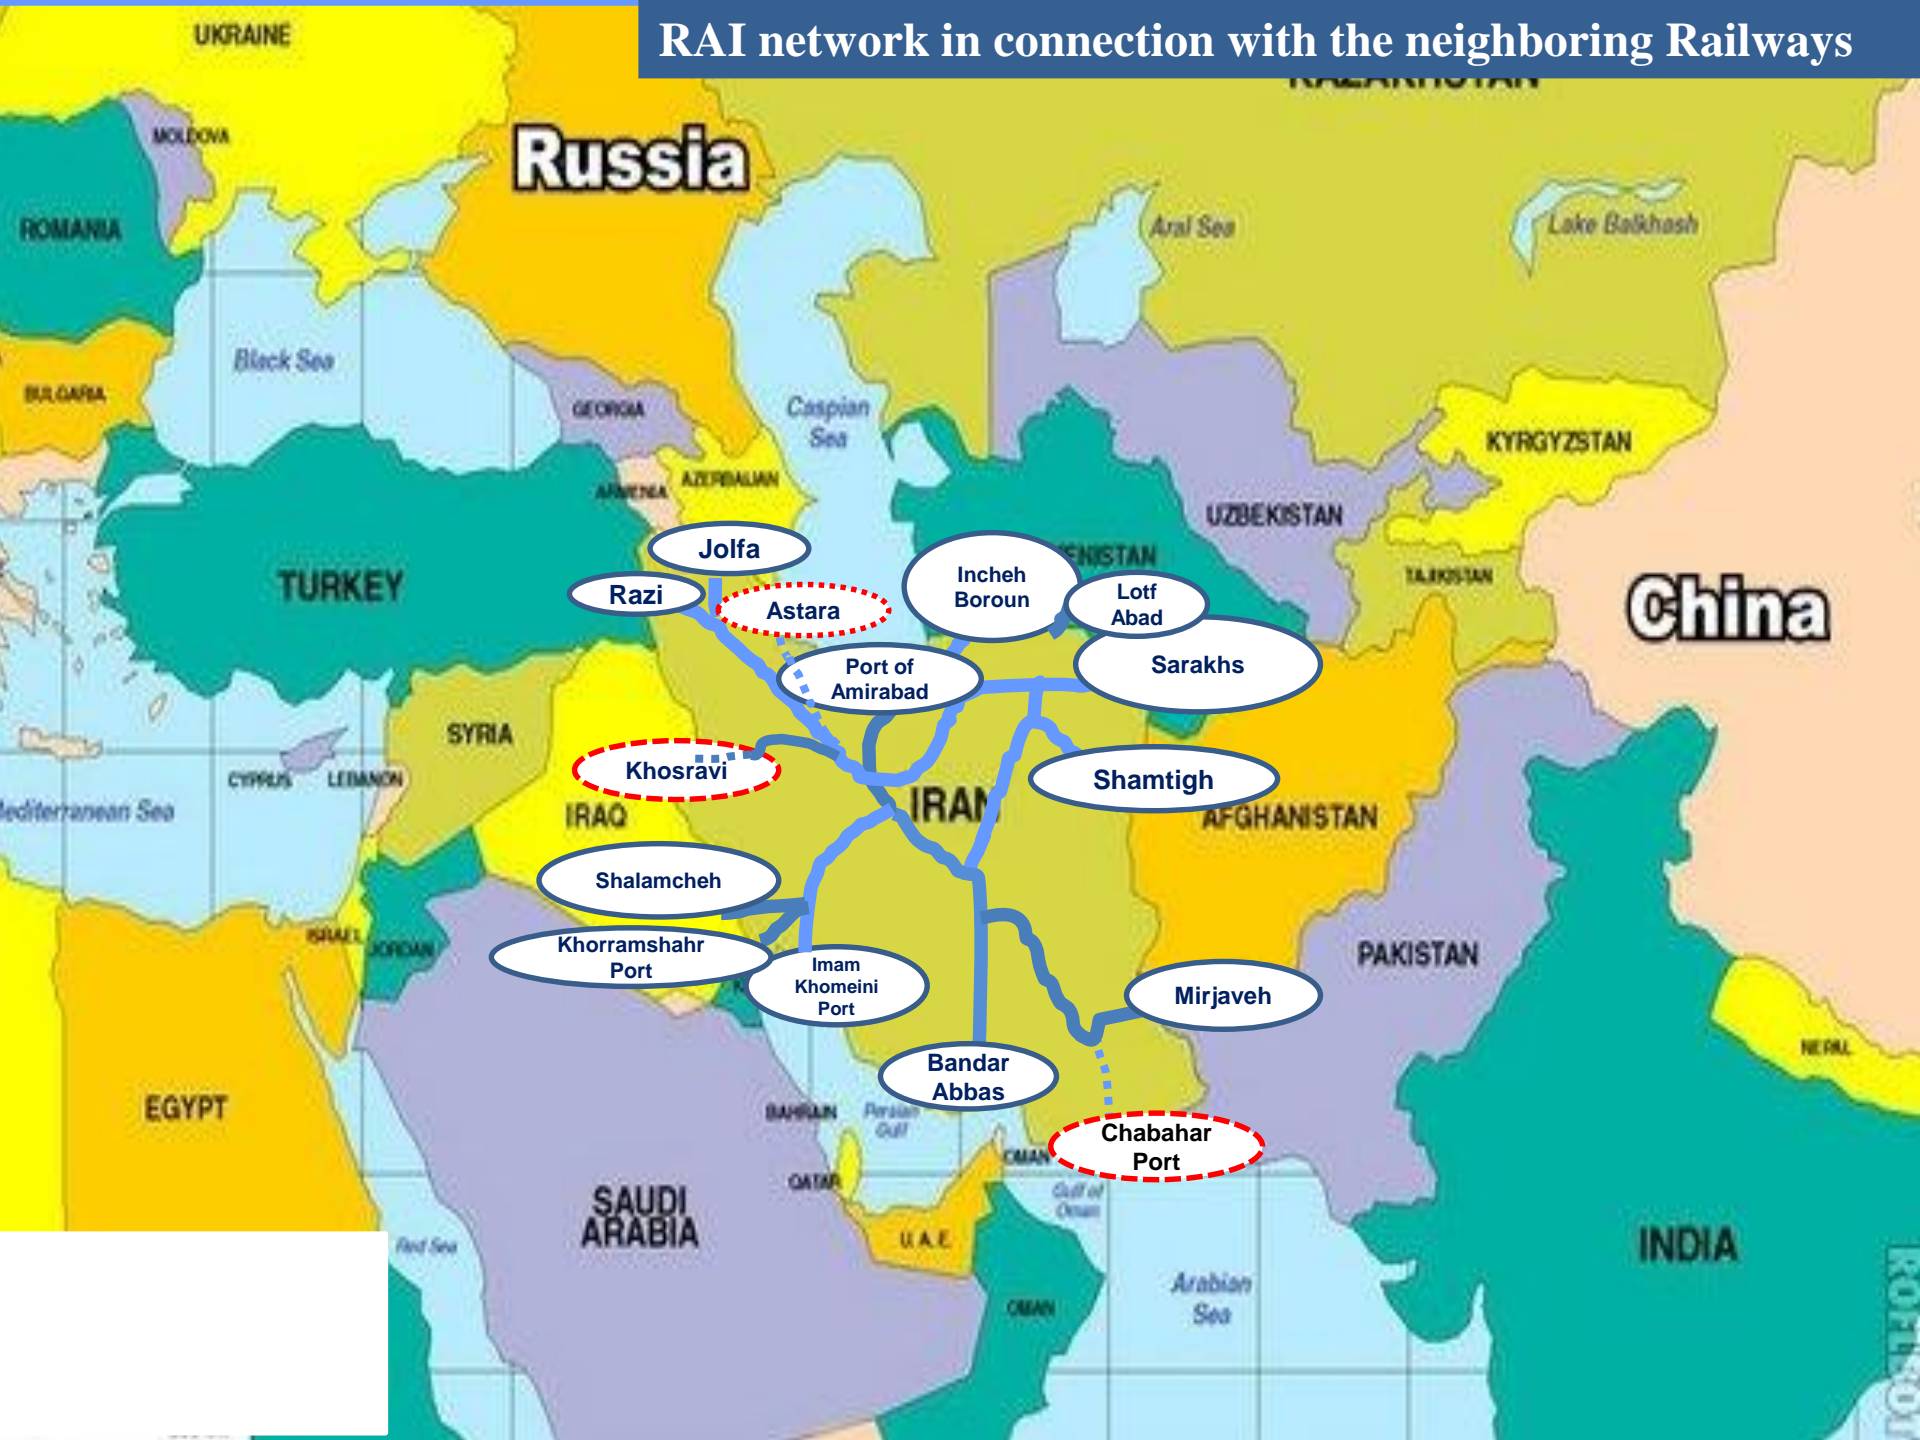 RAI network in connection with the neighboring Railways
UKRAINE
MOLDOVA
Russia
ROMANIA
Aral Sea
Lake Balkhash
Black Sea
BULGARIA
GEORGIA
Caspian
Sea
KYRGYZSTAN
ARMENIA
AZERBAIJAN
UZBEKISTAN
TAJIKISTAN
TURKEY
China
Jolfa
Razi
Astara
Incheh
Boroun
Lotf
Abad
Sarakhs
Port of
Amirabad
SYRIA
CYPRUS
LEBANON
Khosravi
Shamtigh
IRAQ
IRAN
AFGHANISTAN
Mediterranean Sea
Shalamcheh
Khorramshahr
Port
Imam
Khomeini
Port
ISRAEL
JORDAN
PAKISTAN
Mirjaveh
NEPAL
Bandar
Abbas
EGYPT
BAHRAIN
Persian
Gulf
Chabahar
Port
OMAN
QATAR
Gulf of
Oman
SAUDI
ARABIA
U.A.E.
Red Sea
INDIA
Arabian
Sea
OMAN